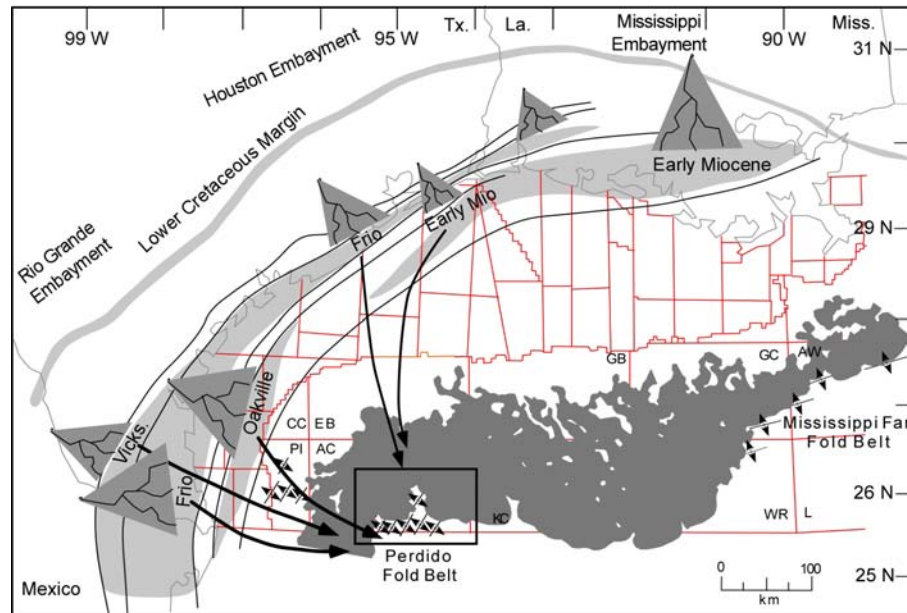 99 W
95 W
Tx.
La.
Mississippi
Embayment
90 W
Miss.
31 N
Houston Embayment
Lower Cretaceous Margin
Rio Grande
Embayment
Early Miocene
Early Mio
Frio
29 N
Oakville
Vicks.
Frio
GB
GC
AW
CC
EB
PI
AC
Mississippi Fan
Fold Belt
26 N
KC
WR
L
Perdido
Fold Belt
Mexico
0
100
km
25 N